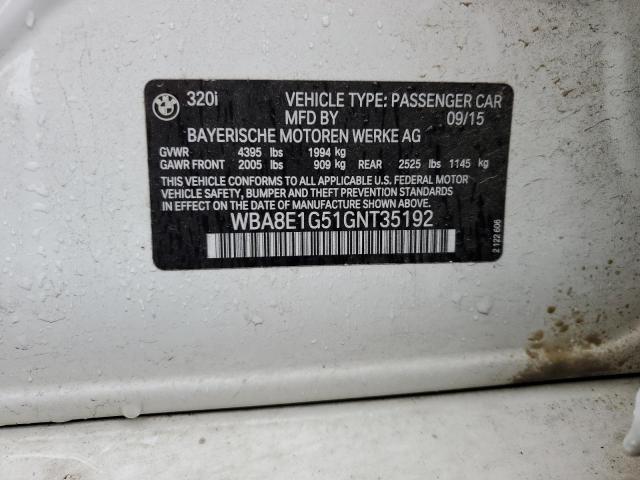 BMW
320i VEHICLE TYPE: PASSENGER CAR
MFD BY 09/15
BAYERISCHE MOTOREN WERKE AG
GVWR 4395 lbs 1994 kg
GAWR FRONT 2005 lbs 909 kg REAR 2525 lbs 1145 kg
THIS VEHICLE CONFORMS TO ALL APPLICABLE U.S. FEDERAL MOTOR
VEHICLE SAFETY, BUMPER, AND THEFT PREVENTION STANDARDS IN
EFFECT ON THE DATE OF MANUFACTURE SHOWN ABOVE.
WBA8E1G51GNT35192
2 122 606